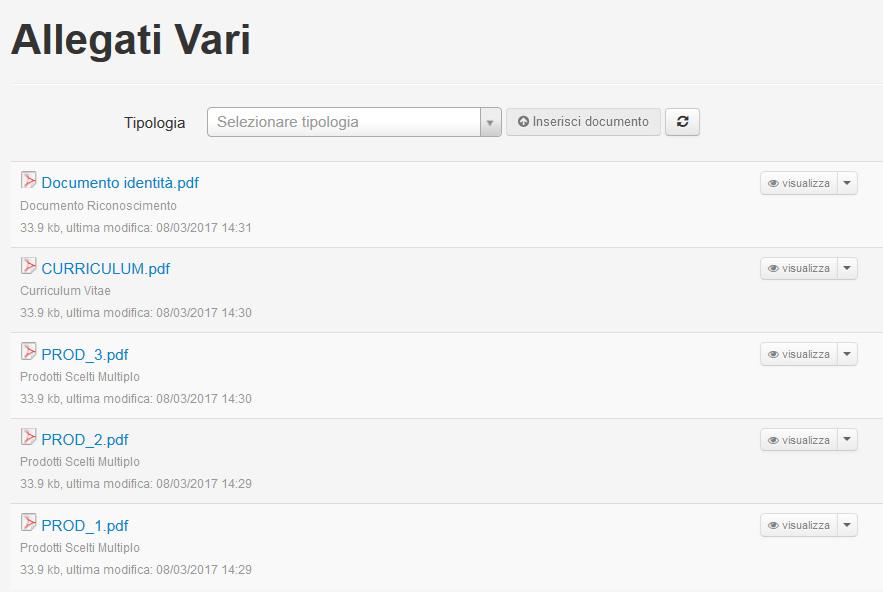 Allegati Vari
Tipologia Selezionare tipologia Inserisci documento
Documento identità.pdf visualizza
Documento Riconoscimento
33.9 kb, ultima modifica: 08/03/2017 14:31
CURRICULUM.pdf visualizza
Curriculum Vitae
33.9 kb, ultima modifica: 08/03/2017 14:30
PROD_3.pdf visualizza
Prodotti Scelti Multiplo
33.9 kb, ultima modifica: 08/03/2017 14:30
PROD_2.pdf visualizza
Prodotti Scelti Multiplo
33.9 kb, ultima modifica: 08/03/2017 14:29
PROD_1.pdf visualizza
Prodotti Scelti Multiplo
33.9 kb, ultima modifica: 08/03/2017 14:29